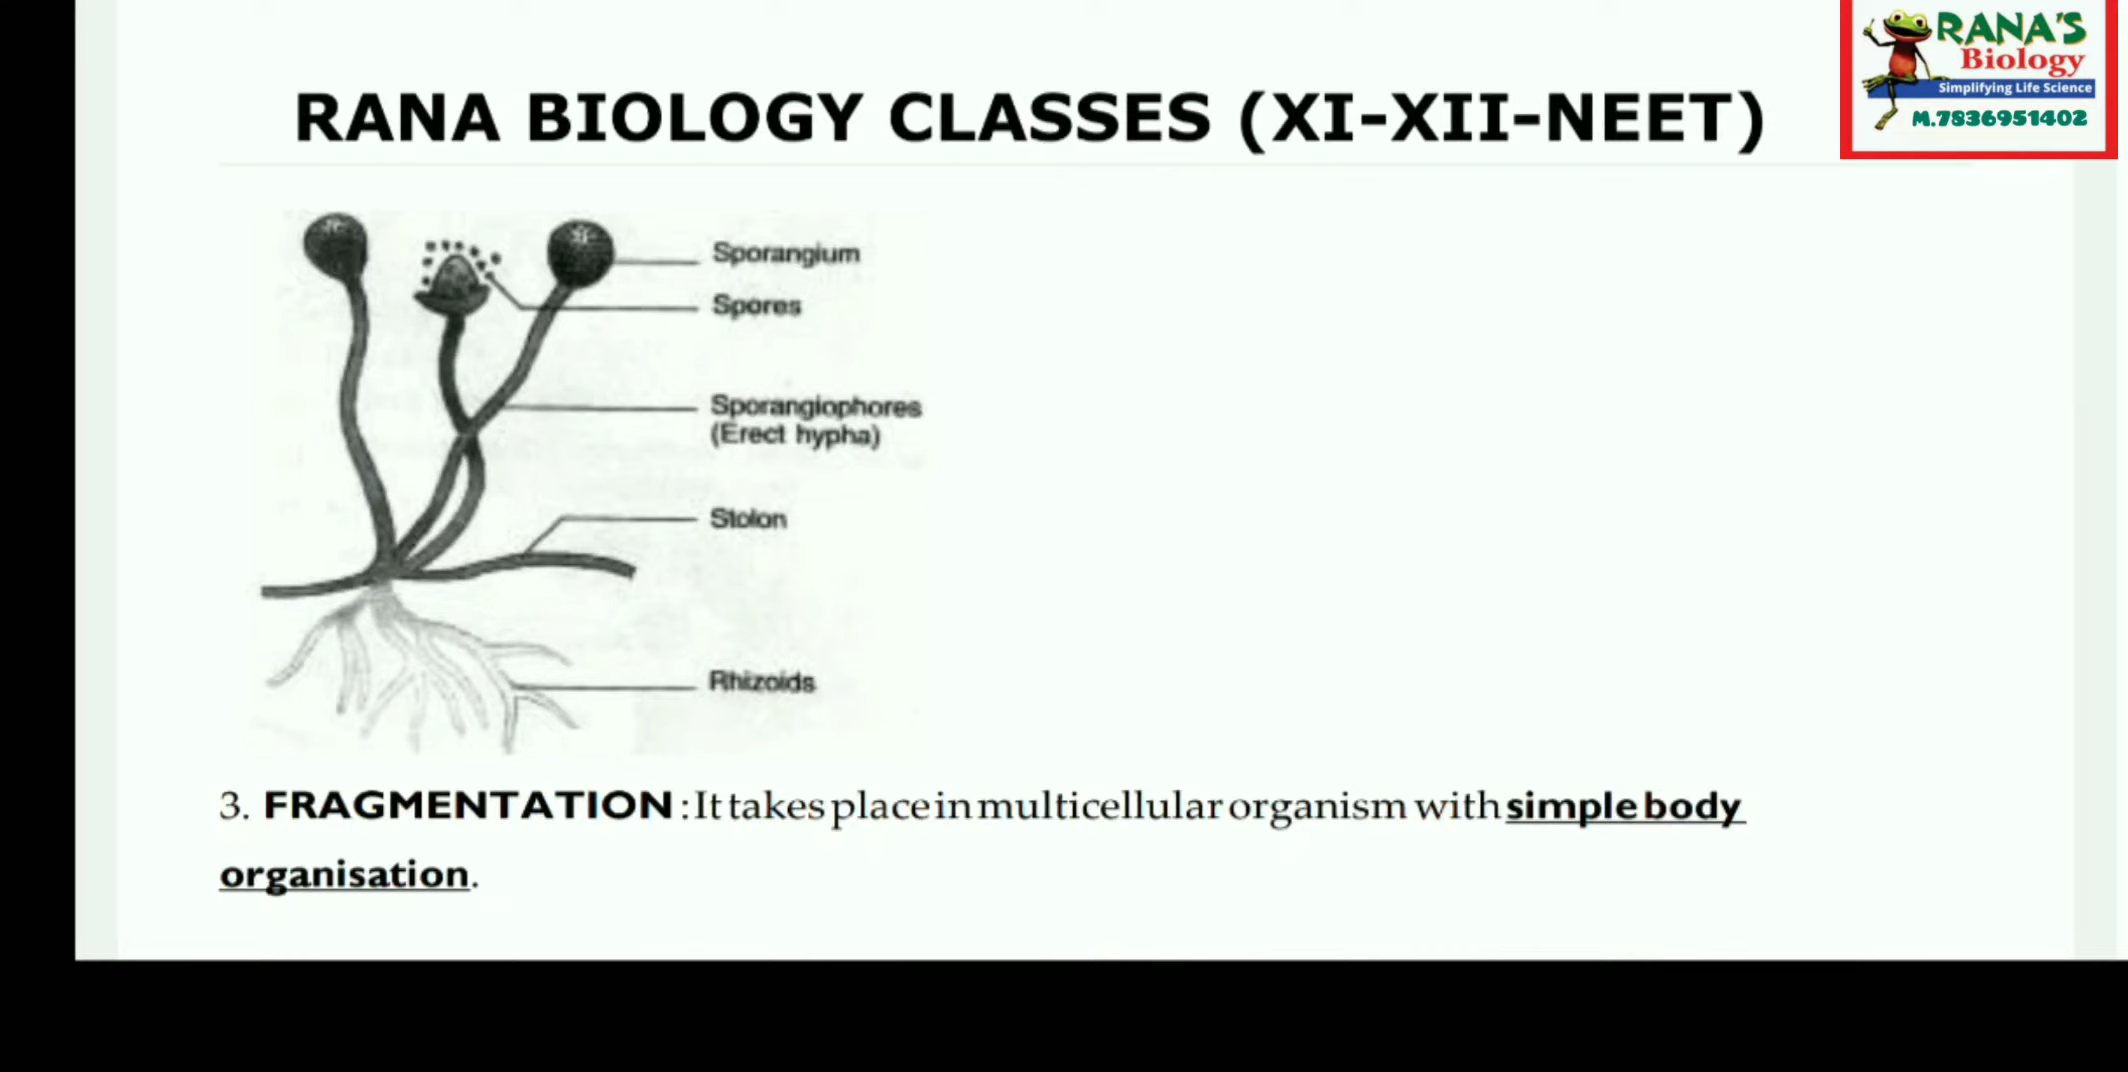 RANA'S
Biology
Simplifying Life Science
M.7836951402
RANA BIOLOGY CLASSES (XI-XII-NEET)
Sporangium
Spores
Sporangiophores
(Erect hypha)
Stolon
Rhizoids
3. FRAGMENTATION : It takes place in multicellular organism with simple body
organisation.